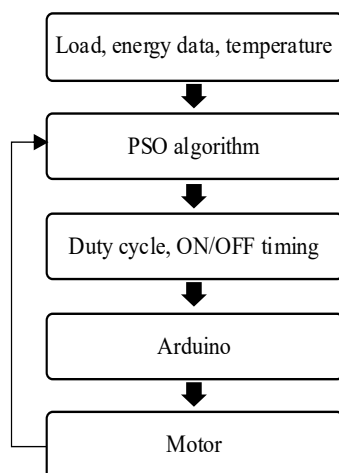 Load, energy data, temperature
PSO algorithm
Duty cycle, ON/OFF timing
Arduino
Motor